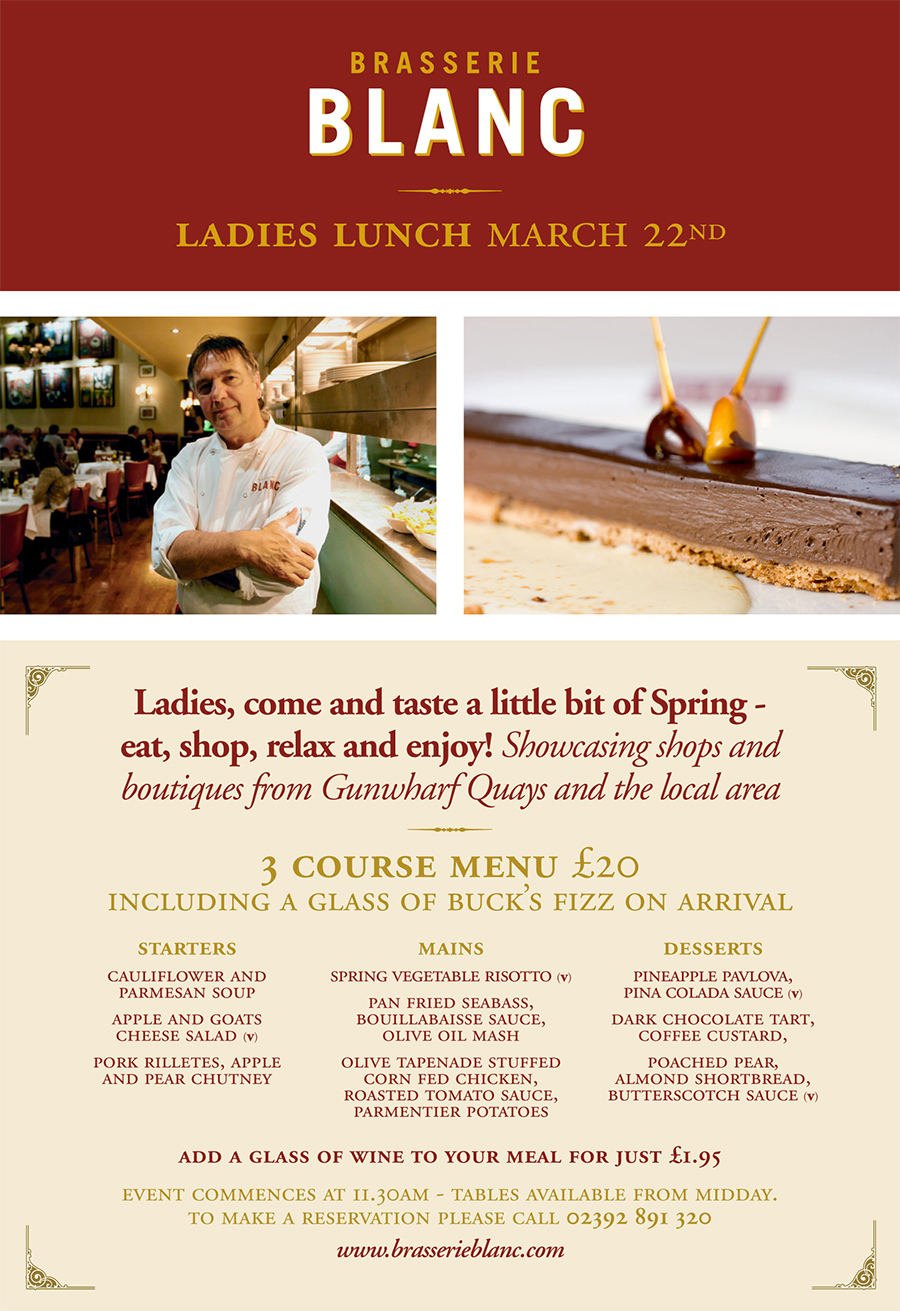 BRASSERIE
BLANC
LADIES LUNCH MARCH 22ND
BLANC
Ladies, come and taste a little bit of Spring -
eat, shop, relax and enjoy! Showcasing shops and
boutiques from Gunwharf Quays and the local area
3 COURSE MENU £20
INCLUDING A GLASS OF BUCK'S FIZZ ON ARRIVAL
STARTERS
CAULIFLOWER AND
PARMESAN SOUP
APPLE AND GOATS
CHEESE SALAD (v)
PORK RILLETES, APPLE
AND PEAR CHUTNEY
MAINS
SPRING VEGETABLE RISOTTO (v)
PAN FRIED SEABASS,
BOUILLABAISSE SAUCE,
OLIVE OIL MASH
OLIVE TAPENADE STUFFED
CORN FED CHICKEN,
ROASTED TOMATO SAUCE,
PARMENTIER POTATOES
DESSERTS
PINEAPPLE PAVLOVA,
PINA COLADA SAUCE (v)
DARK CHOCOLATE TART,
COFFEE CUSTARD,
POACHED PEAR,
ALMOND SHORTBREAD,
BUTTERSCOTCH SAUCE (v)
ADD A GLASS OF WINE TO YOUR MEAL FOR JUST £1.95
EVENT COMMENCES AT 11.30AM - TABLES AVAILABLE FROM MIDDAY.
TO MAKE A RESERVATION PLEASE CALL 02392 891 320
www.brasserieblanc.com